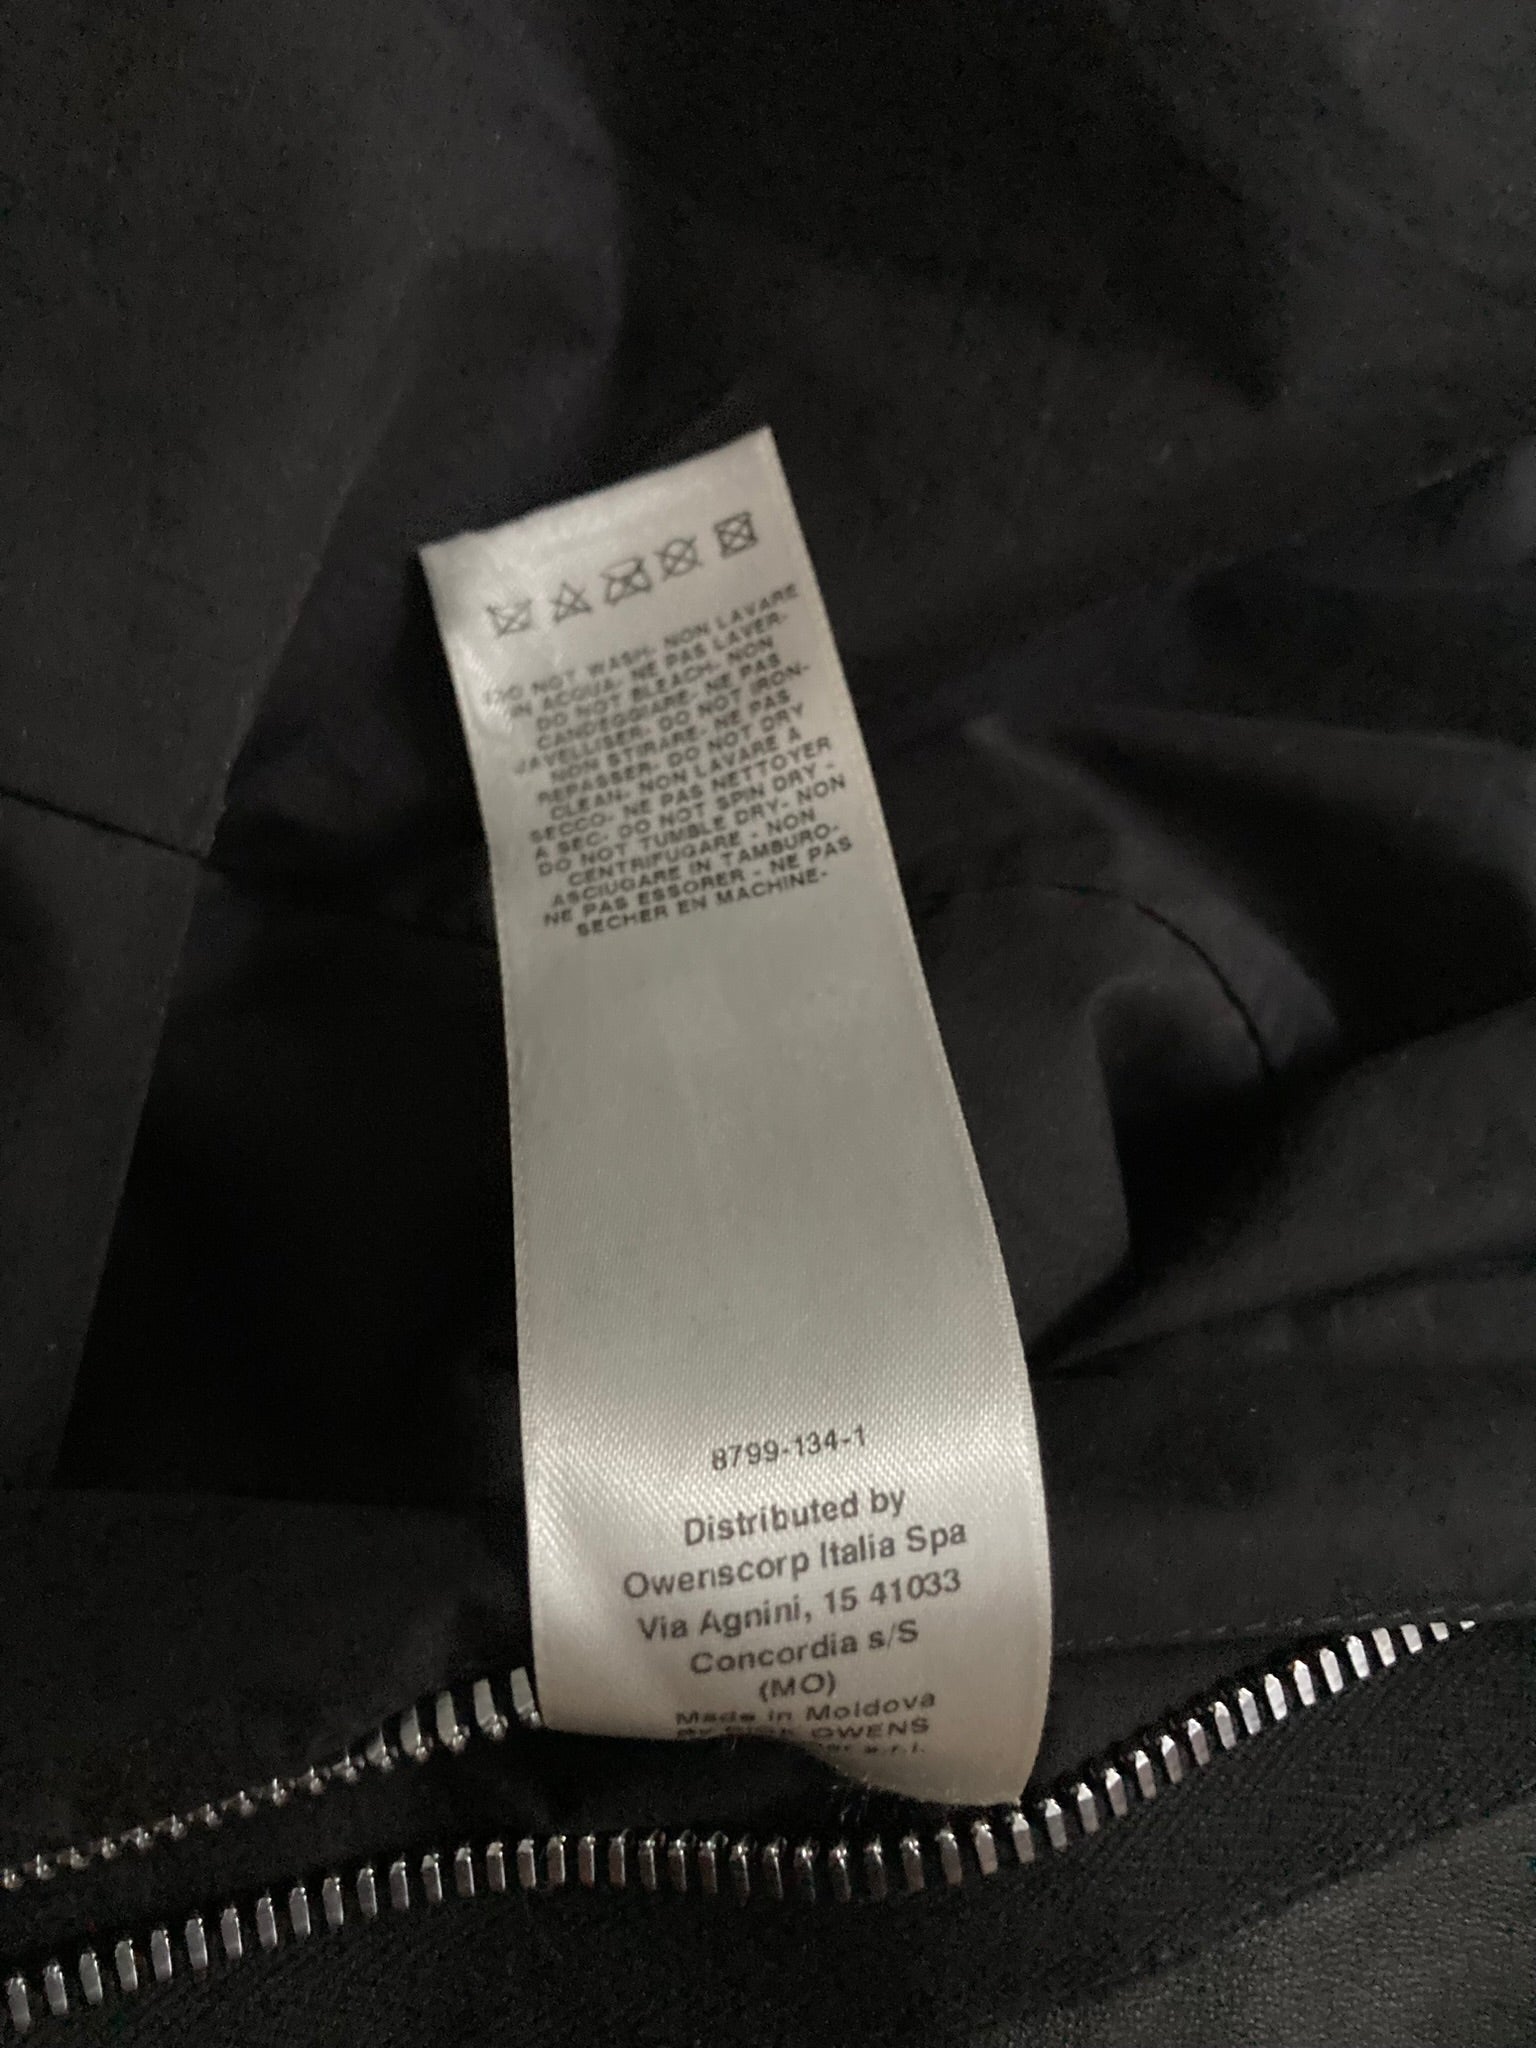 DO NOT WASH- NON LAVARE
IN ACQUA- NE PAS LAVER-
DO NOT BLEACH- NON
CANDEGGIARE- NE PAS
JAVELLISER- DO NOT IRON-
NON STIRARE- NE PAS
REPASSER- DO NOT DRY
CLEAN- NON LAVARE A
SECCO- NE PAS NETTOYER
A SEC- DO NOT SPIN DRY -
DO NOT TUMBLE DRY- NON
CENTRIFUGARE - NON
ASCIUGARE IN TAMBURO-
NE PAS ESSORER - NE PAS
SECHER EN MACHINE-
8799-134-1
Distributed by
Owenscorp Italia Spa
Via Agnini, 15 41033
Concordia s/S
(MO)
Made in Moldova
BY RICK OWENS
s.r.l.